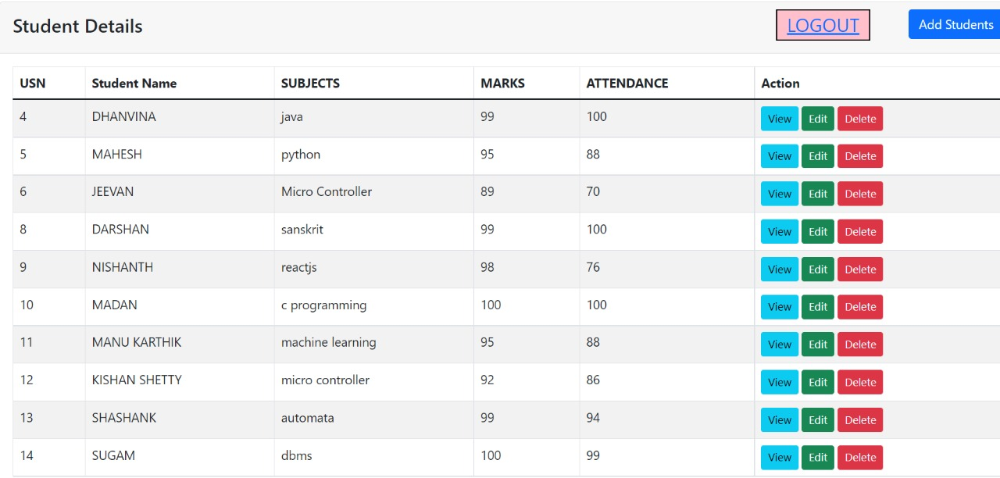 Student Details LOGOUT Add Students
USN Student Name SUBJECTS MARKS ATTENDANCE Action
4 DHANVINA java 99 100 View Edit Delete
5 MAHESH python 95 88 View Edit Delete
6 JEEVAN Micro Controller 89 70 View Edit Delete
8 DARSHAN sanskrit 99 100 View Edit Delete
9 NISHANTH reactjs 98 76 View Edit Delete
10 MADAN c programming 100 100 View Edit Delete
11 MANU KARTHIK machine learning 95 88 View Edit Delete
12 KISHAN SHETTY micro controller 92 86 View Edit Delete
13 SHASHANK automata 99 94 View Edit Delete
14 SUGAM dbms 100 99 View Edit Delete